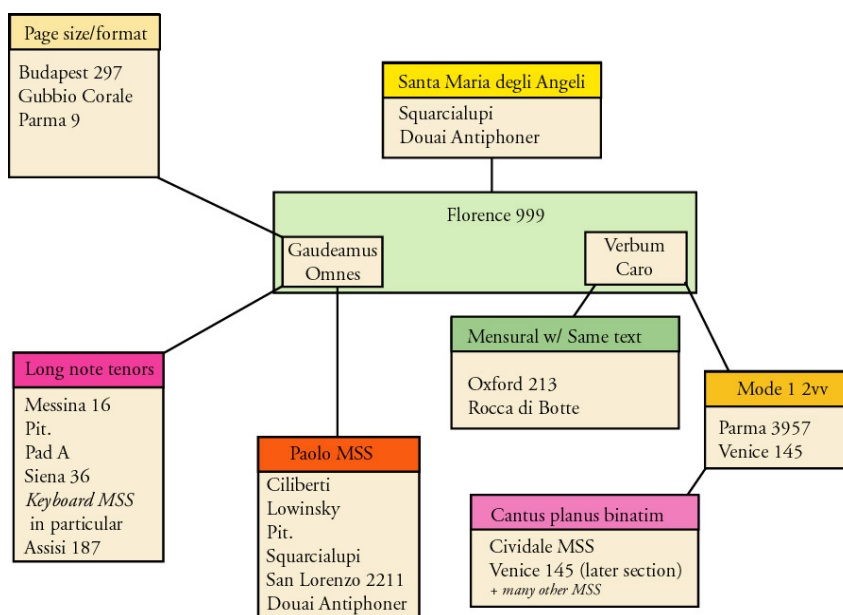 Page size/format
Budapest 297
Gubbio Corale
Parma 9
Santa Maria degli Angeli
Squarcialupi
Douai Antiphoner
Florence 999
Gaudeamus
Omnes
Verbum
Caro
Long note tenors
Messina 16
Pit.
Pad A
Siena 36
Keyboard MSS
in particular
Assisi 187
Paolo MSS
Ciliberti
Lowinsky
Pit.
Squarcialupi
San Lorenzo 2211
Douai Antiphoner
Mensural w/ Same text
Oxford 213
Rocca di Botte
Mode 1 2vv
Parma 3957
Venice 145
Cantus planus binatim
Cividale MSS
Venice 145 (later section)
+ many other MSS